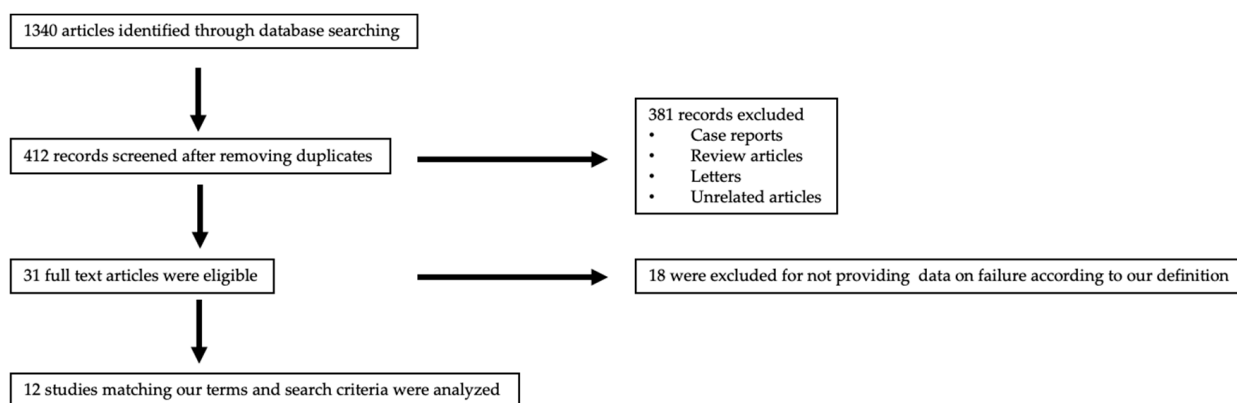 1340 articles identified through database searching
412 records screened after removing duplicates
381 records excluded
• Case reports
• Review articles
• Letters
• Unrelated articles
31 full text articles were eligible
18 were excluded for not providing data on failure according to our definition
12 studies matching our terms and search criteria were analyzed